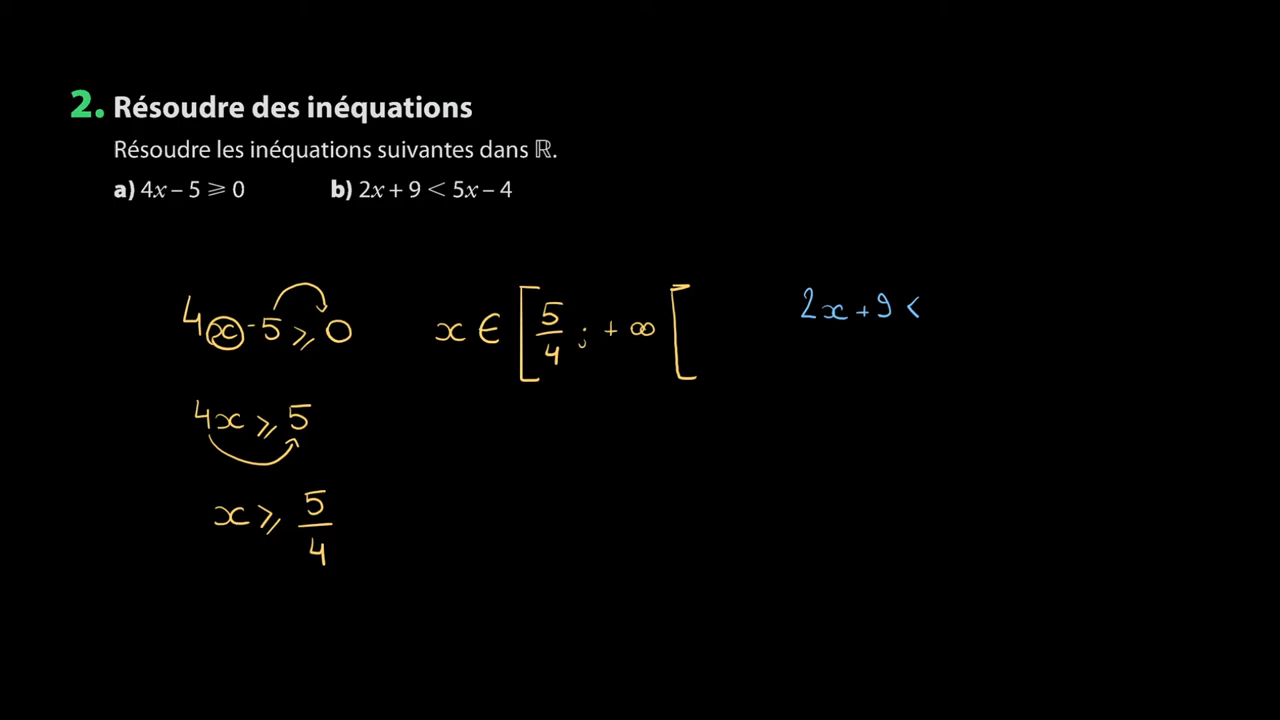 2. Résoudre des inéquations
Résoudre les inéquations suivantes dans ℝ.
a) 4x – 5 ⩾ 0 b) 2x + 9 < 5x – 4
4x - 5 ⩾ 0
4x ⩾ 5
x ⩾ 5/4
x ∈ [5/4 ; +∞[
2x + 9 <